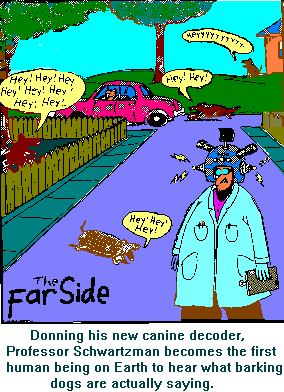 Heyyyyyyyyyy.
Hey! Hey! Hey
Hey! Hey! Hey!
Hey! Hey!
Hey! Hey!
Hey! Hey!
Hey!
The
Far Side
Donning his new canine decoder,
Professor Schwartzman becomes the first
human being on Earth to hear what barking
dogs are actually saying.